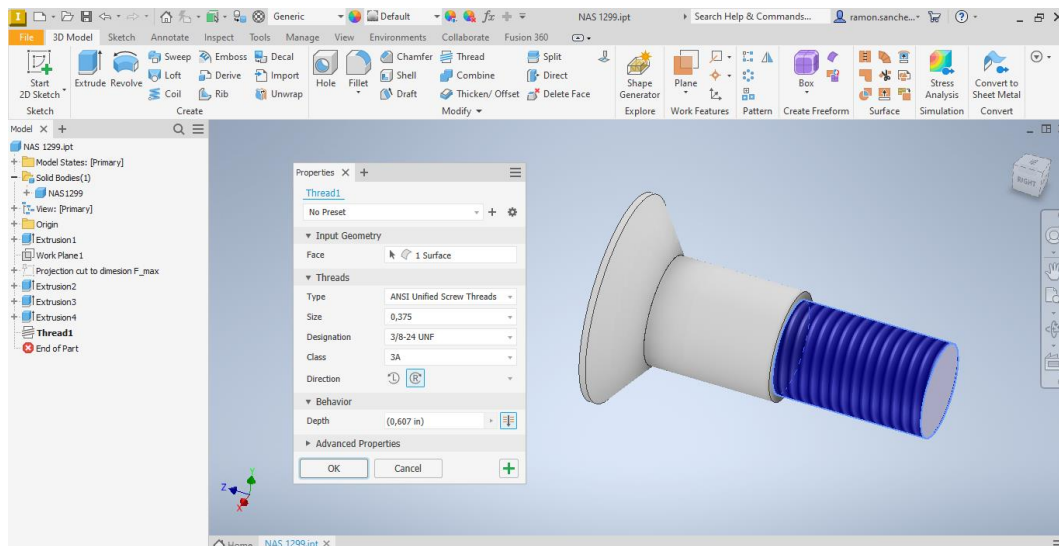 Generic
Default
NAS 1299.ipt
Search Help & Commands...
ramon.sanche...
File 3D Model Sketch Annotate Inspect Tools Manage View Environments Collaborate Fusion 360
Start
2D Sketch
Extrude Revolve
Sweep Emboss Decal
Loft Derive Import
Coil Rib Unwrap
Hole Fillet
Chamfer Thread Split
Shell Combine Direct
Draft Thicken/ Offset Delete Face
Shape
Generator
Plane
Box
Stress
Analysis
Convert to
Sheet Metal
Sketch Create Modify Explore Work Features Pattern Create Freeform Surface Simulation Convert
Model
NAS 1299.ipt
Model States: [Primary]
Solid Bodies(1)
NAS1299
View: [Primary]
Origin
Extrusion1
Work Plane1
Projection cut to dimesion F_max
Extrusion2
Extrusion3
Extrusion4
Thread1
End of Part
Properties
Thread1
No Preset
Input Geometry
Face 1 Surface
Threads
Type ANSI Unified Screw Threads
Size 0,375
Designation 3/8-24 UNF
Class 3A
Direction
Behavior
Depth (0,607 in)
Advanced Properties
OK Cancel
RIGHT
Z Y X
Home NAS 1299.ipt